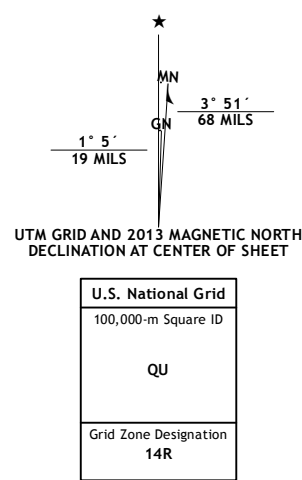 ★
MN
3° 51´
68 MILS
GN
1° 5´
19 MILS
UTM GRID AND 2013 MAGNETIC NORTH
DECLINATION AT CENTER OF SHEET
U.S. National Grid
100,000-m Square ID
QU
Grid Zone Designation
14R